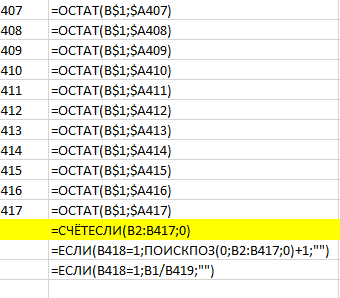 407 =ОСТАТ(B$1;$A407)
408 =ОСТАТ(B$1;$A408)
409 =ОСТАТ(B$1;$A409)
410 =ОСТАТ(B$1;$A410)
411 =ОСТАТ(B$1;$A411)
412 =ОСТАТ(B$1;$A412)
413 =ОСТАТ(B$1;$A413)
414 =ОСТАТ(B$1;$A414)
415 =ОСТАТ(B$1;$A415)
416 =ОСТАТ(B$1;$A416)
417 =ОСТАТ(B$1;$A417)
=СЧЁТЕСЛИ(B2:B417;0)
=ЕСЛИ(B418=1;ПОИСКПОЗ(0;B2:B417;0)+1;"")
=ЕСЛИ(B418=1;B1/B419;"")